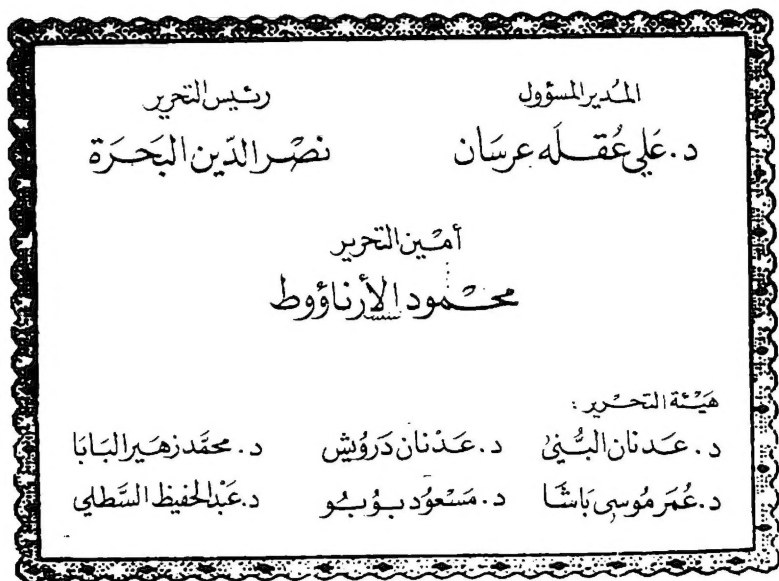 المدير المسؤول رئيس التحرير
د. علي عقله عرسان نصر الدين البحرة
أمين التحرير
محمود الأرناؤوط
هيئة التحرير :
د. عدنان البُنّي د. عدنان درويش د. محمد زهير البابا
د. عمر موسى باشا د. مسعود بوبو د. عبد الحفيظ السطلي